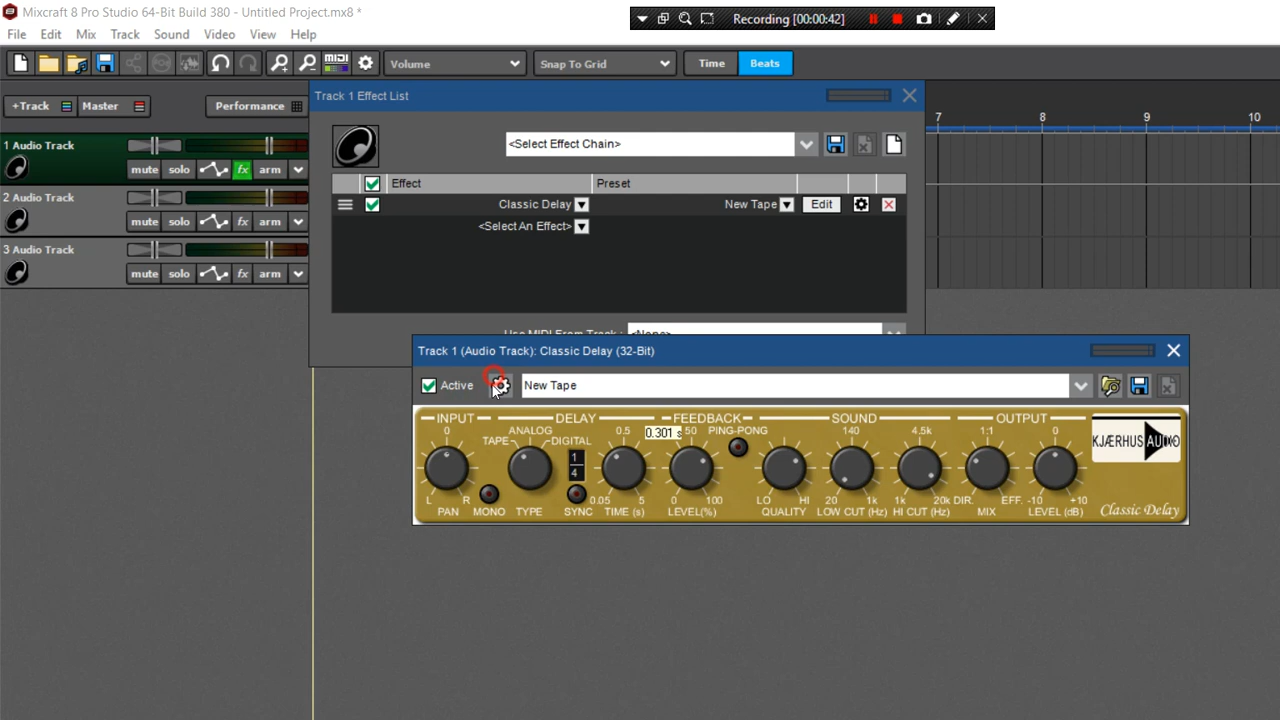 Mixcraft 8 Pro Studio 64-Bit Build 380 - Untitled Project.mx8 *
Recording [00:00:42]
File Edit Mix Track Sound Video View Help
MIDI
Volume
Snap To Grid
Time
Beats
+Track
Master
Performance
Track 1 Effect List
7 8 9 10
<Select Effect Chain>
1 Audio Track
mute solo fx arm
Effect
Preset
Classic Delay
New Tape
Edit
<Select An Effect>
2 Audio Track
mute solo fx arm
3 Audio Track
mute solo fx arm
Use MIDI From Track : <None>
Track 1 (Audio Track): Classic Delay (32-Bit)
Active
New Tape
INPUT DELAY FEEDBACK SOUND OUTPUT
0 ANALOG 0.5 0.301 s 50 PING-PONG 140 4.5k 1:1 0
TAPE DIGITAL
KJÆRHUS AUDIO
1
4
L R 0.05 5 0 100 LO HI 20 1k 1k 20k DIR. EFF. -10 +10
PAN MONO TYPE SYNC TIME (s) LEVEL(%) QUALITY LOW CUT (Hz) HI CUT (Hz) MIX LEVEL (dB)
Classic Delay